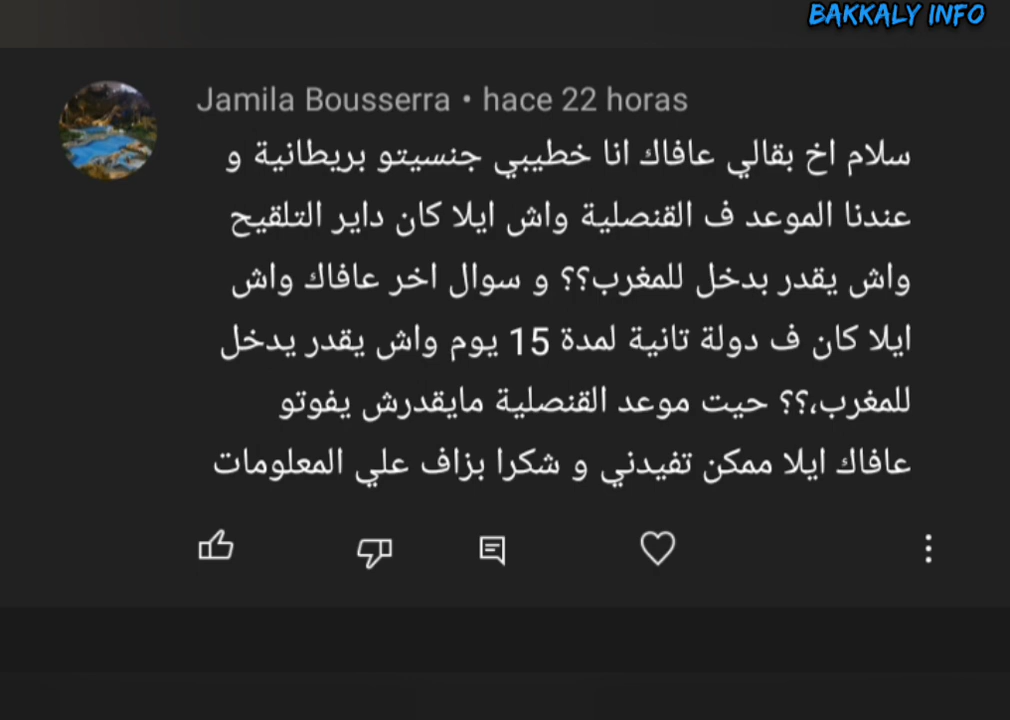 BAKKALY INFO
Jamila Bousserra • hace 22 horas
سلام اخ بقالي عافاك انا خطيبي جنسيتو بريطانية و
عندنا الموعد ف القنصلية واش ايلا كان داير التلقيح
واش يقدر بدخل للمغرب؟؟ و سوال اخر عافاك واش
ايلا كان ف دولة تانية لمدة 15 يوم واش يقدر يدخل
للمغرب،؟؟ حيت موعد القنصلية مايقدرش يفوتو
عافاك ايلا ممكن تفيدني و شكرا بزاف علي المعلومات